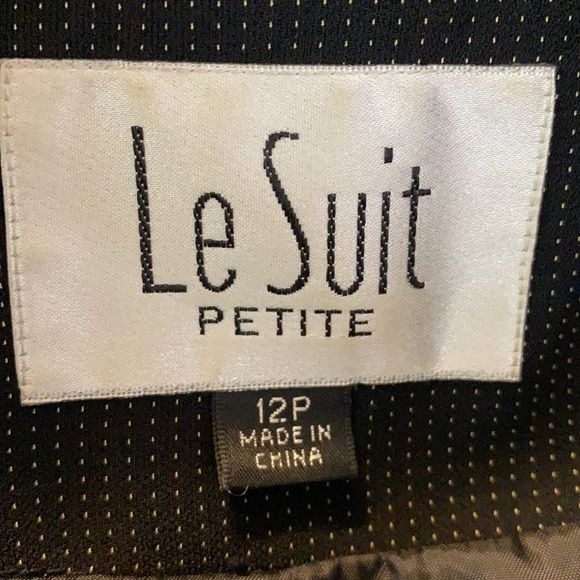 Le Suit
PETITE
12P
MADE IN
CHINA